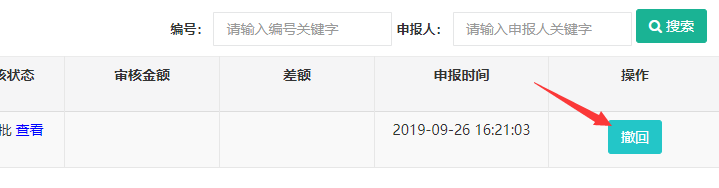 编号： 请输入编号关键字 申报人： 请输入申报人关键字 搜索
状态 审核金额 差额 申报时间 操作
批 查看 2019-09-26 16:21:03 撤回